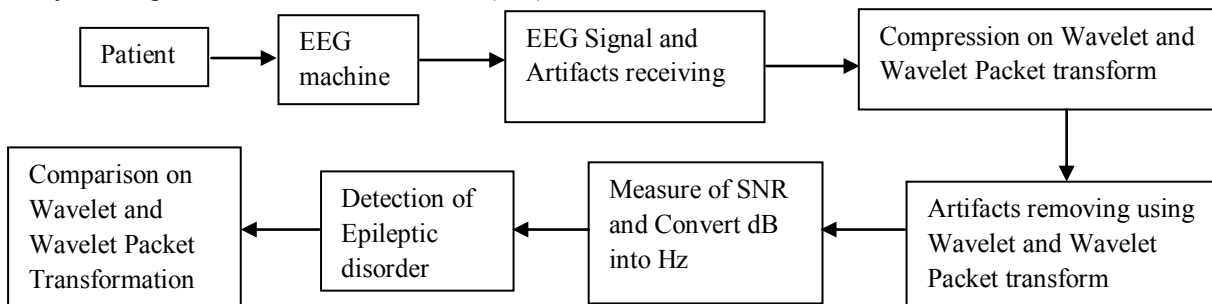 Patient
EEG
machine
EEG Signal and
Artifacts receiving
Compression on Wavelet and
Wavelet Packet transform
Artifacts removing using
Wavelet and Wavelet
Packet transform
Measure of SNR
and Convert dB
into Hz
Detection of
Epileptic
disorder
Comparison on
Wavelet and
Wavelet Packet
Transformation